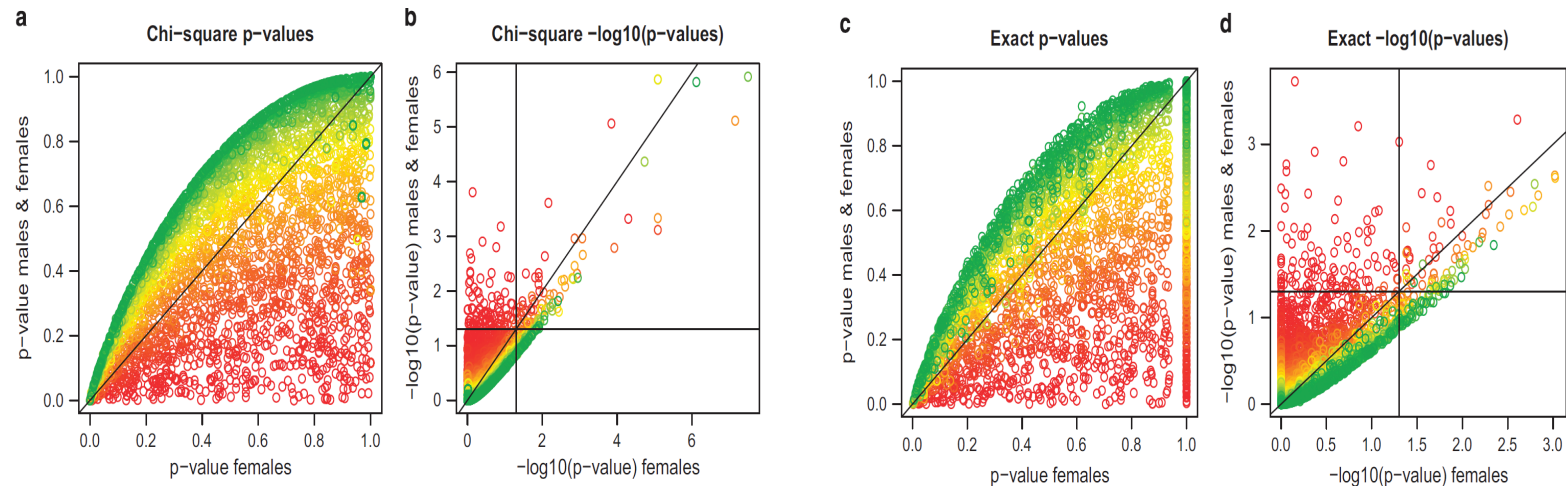 a
Chi−square p−values
p−value males & females
0.0
0.2
0.4
0.6
0.8
1.0
0.0 0.2 0.4 0.6 0.8 1.0
p−value females
b
Chi−square −log10(p−values)
−log10(p−value) males & females
0
1
2
3
4
5
6
0 2 4 6
−log10(p−value) females
c
Exact p−values
p−value males & females
0.0
0.2
0.4
0.6
0.8
1.0
0.0 0.2 0.4 0.6 0.8 1.0
p−value females
d
Exact −log10(p−values)
−log10(p−value) males & females
0
1
2
3
0.0 0.5 1.0 1.5 2.0 2.5 3.0
−log10(p−value) females